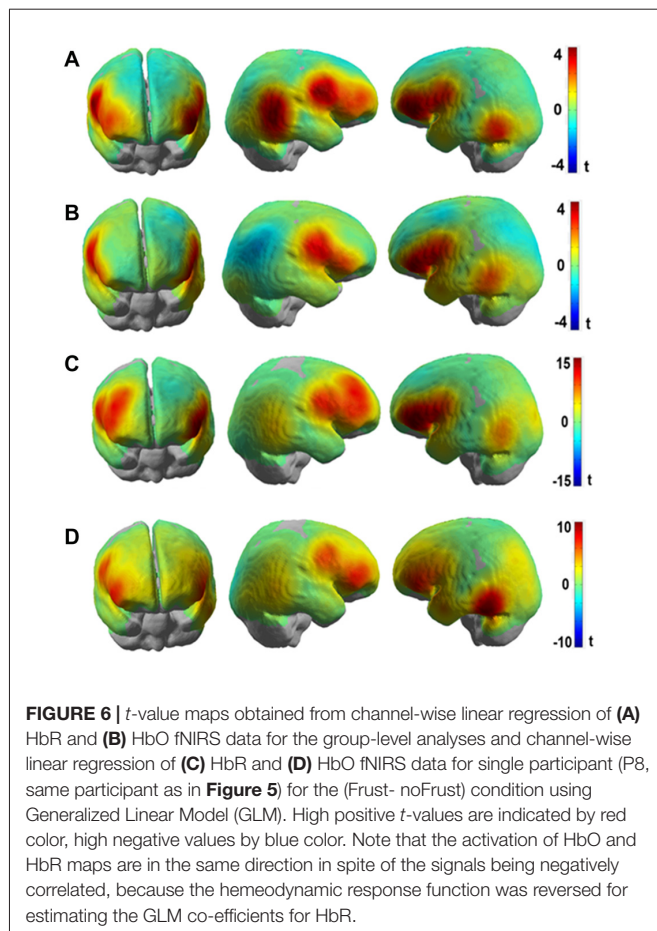 A
4
0
-4 t
B
4
0
-4 t
C
15
0
-15 t
D
10
0
-10 t
FIGURE 6 | t-value maps obtained from channel-wise linear regression of (A)
HbR and (B) HbO fNIRS data for the group-level analyses and channel-wise
linear regression of (C) HbR and (D) HbO fNIRS data for single participant (P8,
same participant as in Figure 5) for the (Frust- noFrust) condition using
Generalized Linear Model (GLM). High positive t-values are indicated by red
color, high negative values by blue color. Note that the activation of HbO and
HbR maps are in the same direction in spite of the signals being negatively
correlated, because the hemeodynamic response function was reversed for
estimating the GLM co-efficients for HbR.